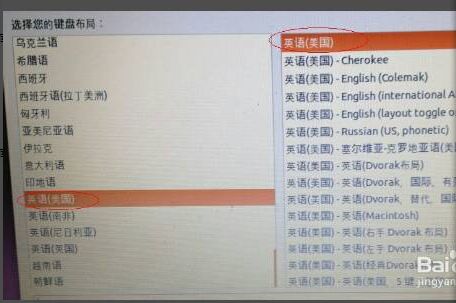 选择您的键盘布局：
乌克兰语
希腊语
西班牙
西班牙语(拉丁美洲)
匈牙利
亚美尼亚语
伊拉克
意大利语
印地语
英语(美国)
英语(南非)
英语(尼日利亚)
英语(英国)
越南语
朝鲜语
英语(美国)
英语(美国) - Cherokee
英语(美国) - English (Colemak)
英语(美国) - English (international A
英语(美国) - English (layout toggle o
英语(美国) - Russian (US, phonetic)
英语(美国) - 塞尔维亚-克罗地亚语(美
英语(美国) - 英语(Dvorak布局)
英语(美国) - 英语(Dvorak, 国际, 有
英语(美国) - 英语(Dvorak, 替代, 国
英语(美国) - 英语(Macintosh)
英语(美国) - 英语(右手 Dvorak 布局)
英语(美国) - 英语(左手 Dvorak 布局)
英语(美国) - 英语(经典Dvorak)
英语(美国) - 英语(美国, 5 键
Bai
jingyan